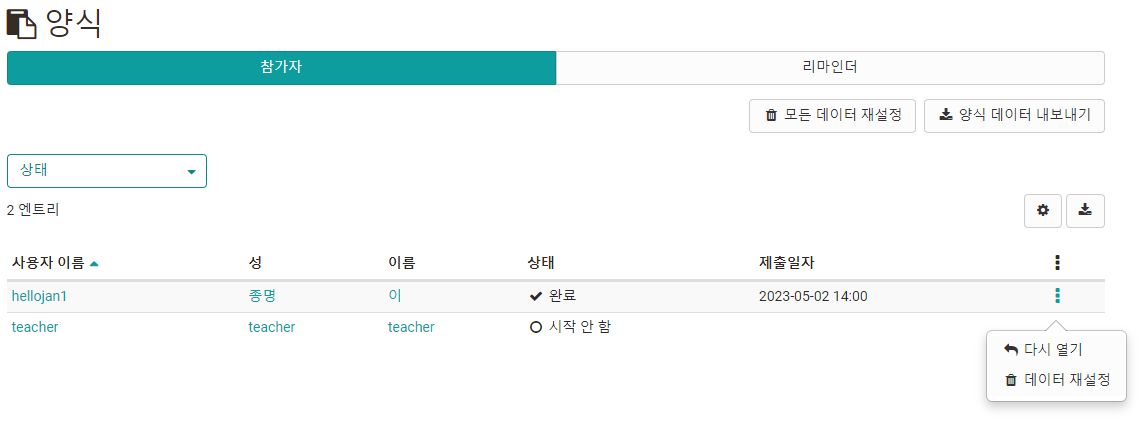 양식
참가자 리마인더
모든 데이터 재설정 양식 데이터 내보내기
상태
2 엔트리
사용자 이름 성 이름 상태 제출일자
hellojan1 종명 이 완료 2023-05-02 14:00
teacher teacher teacher 시작 안 함
다시 열기
데이터 재설정